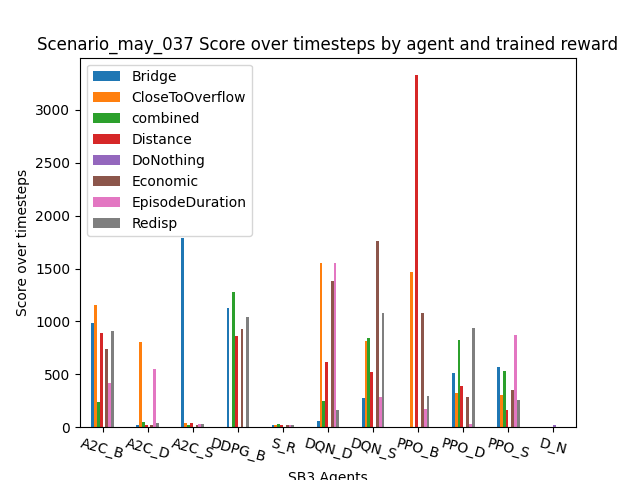 Scenario_may_037 Score over timesteps by agent and trained reward
Bridge
CloseToOverflow
combined
Distance
DoNothing
Economic
EpisodeDuration
Redisp
Score over timesteps
3000
2500
2000
1500
1000
500
0
A2C_B
A2C_D
A2C_S
DDPG_B
S_R
DQN_D
DQN_S
PPO_B
PPO_D
PPO_S
D_N
SB3 Agents